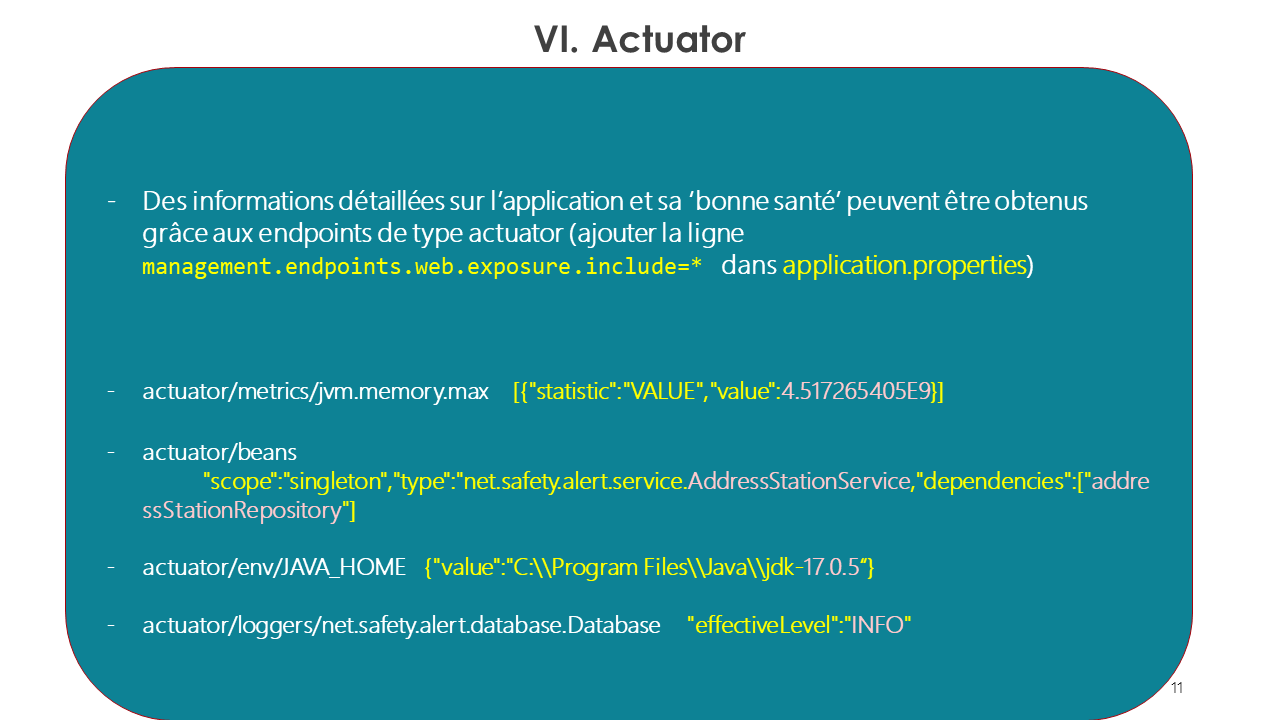 VI. Actuator
- Des informations détaillées sur l’application et sa ‘bonne santé’ peuvent être obtenus
grâce aux endpoints de type actuator (ajouter la ligne
management.endpoints.web.exposure.include=* dans application.properties)
- actuator/metrics/jvm.memory.max [{"statistic":"VALUE","value":4.517265405E9}]
- actuator/beans
"scope":"singleton","type":"net.safety.alert.service.AddressStationService,"dependencies":["addre
ssStationRepository"]
- actuator/env/JAVA_HOME {"value":"C:\\Program Files\\Java\\jdk-17.0.5“}
- actuator/loggers/net.safety.alert.database.Database "effectiveLevel":"INFO"
11